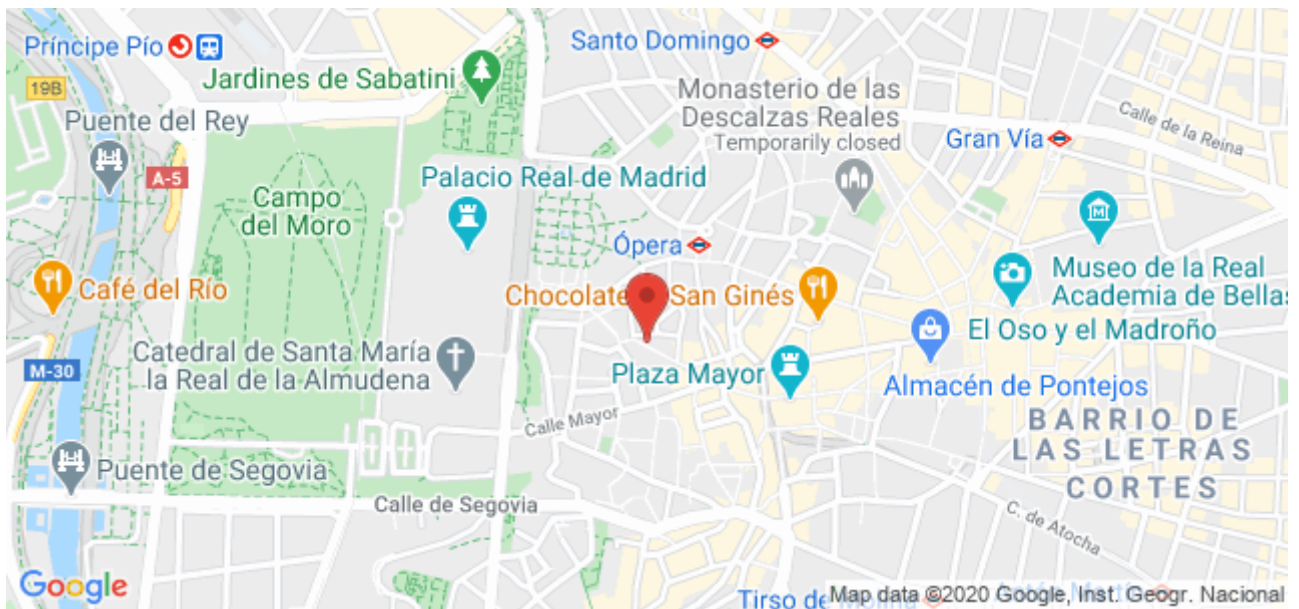 Príncipe Pío
Santo Domingo
19B
Jardines de Sabatini
Monasterio de las
Descalzas Reales
Temporarily closed
Calle de la Reina
Puente del Rey
Gran Vía
A-5
Palacio Real de Madrid
Campo
del Moro
Ópera
Museo de la Real
Academia de Bellas
Café del Río
Chocolate
San Ginés
El Oso y el Madroño
Catedral de Santa María
la Real de la Almudena
M-30
Plaza Mayor
Almacén de Pontejos
Calle Mayor
BARRIO DE
LAS LETRAS
CORTES
Puente de Segovia
Calle de Segovia
C. de Atocha
Google
Tirso de
Map data ©2020 Google, Inst. Geogr. Nacional